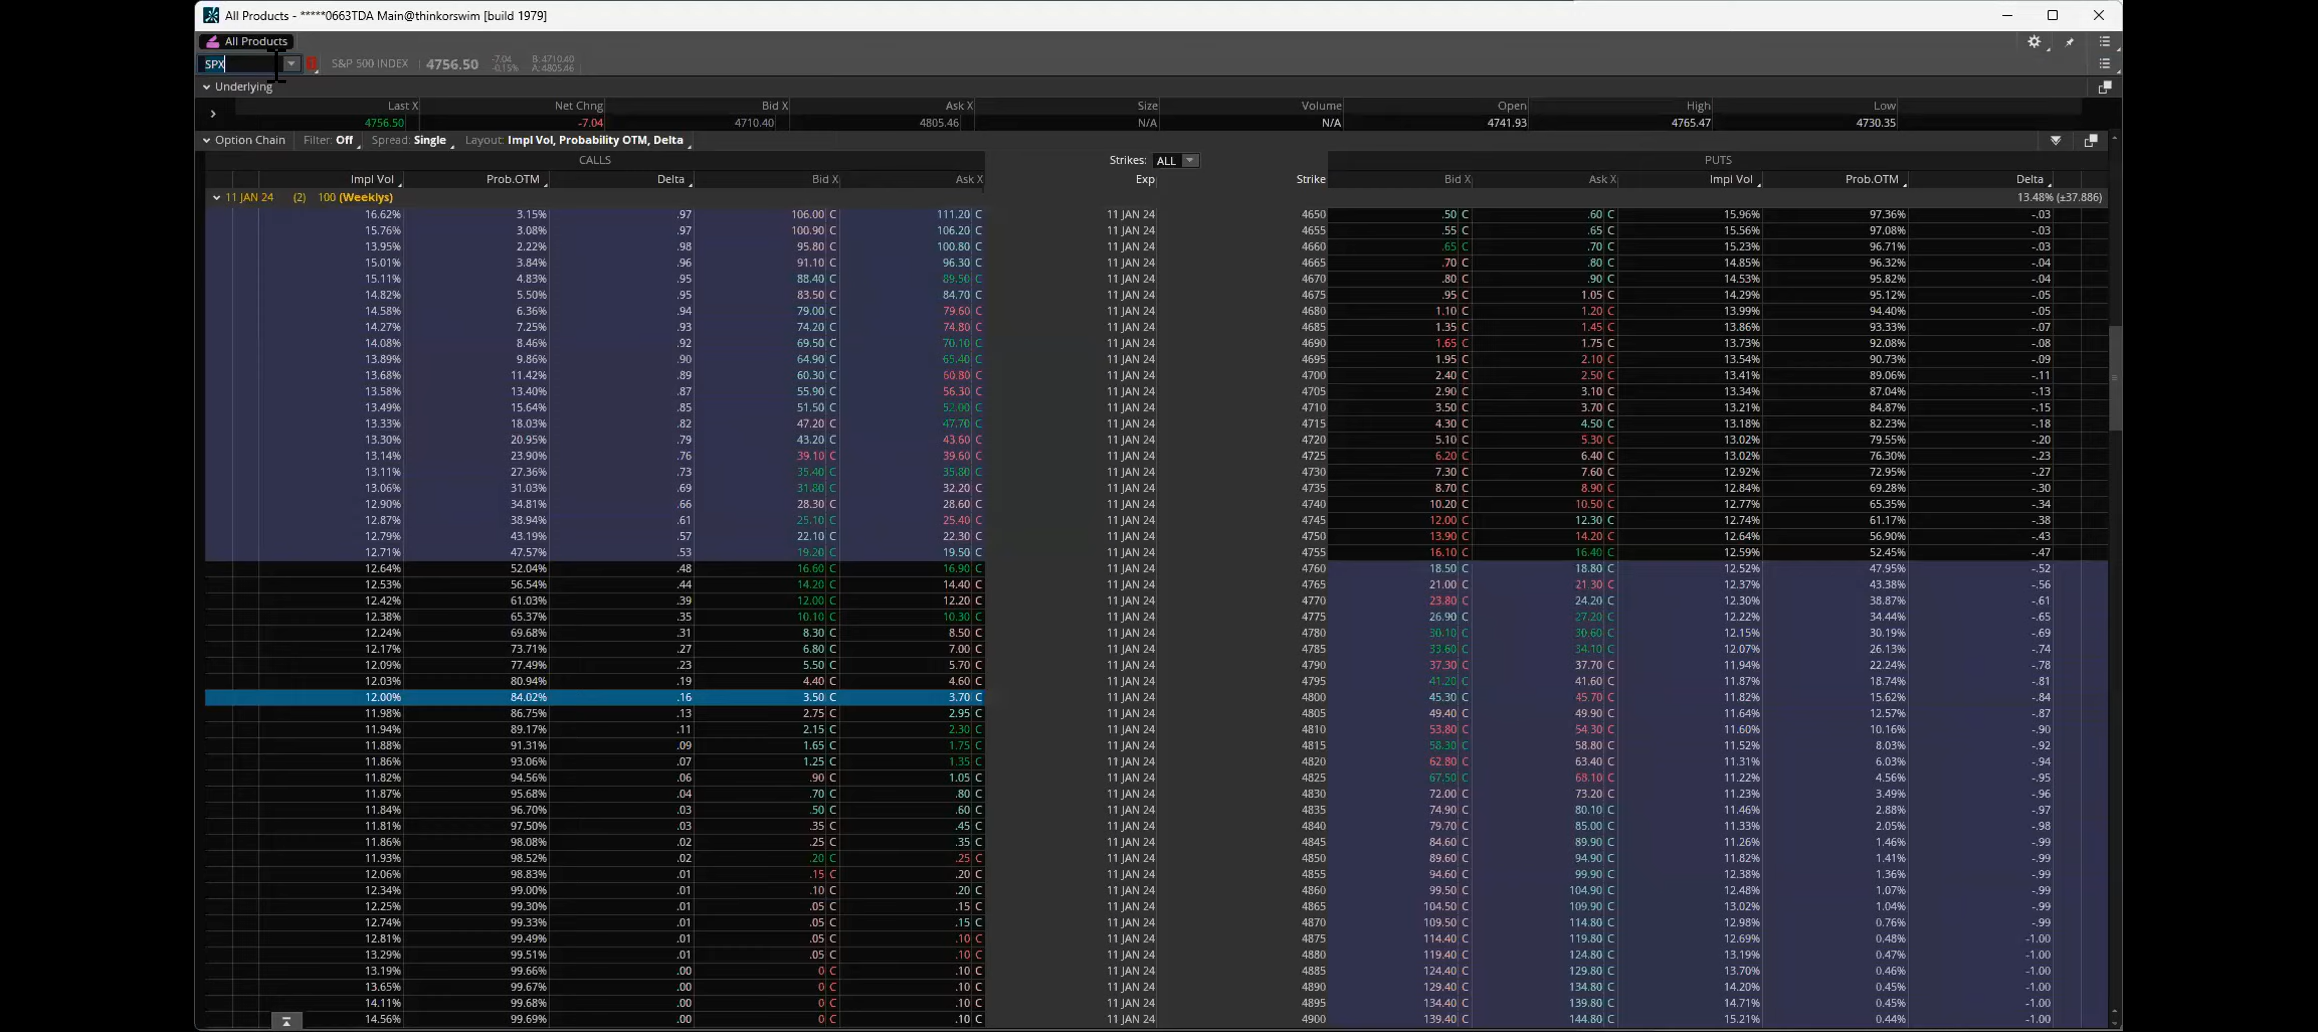 All Products - *****0663TDA Main@thinkorswim [build 1979]
All Products
SPX S&P 500 INDEX 4756.50 -7.04 -0.15% B: 4710.40 A: 4805.46
Underlying
Last X Net Chng Bid X Ask X Size Volume Open High Low
4756.50 -7.04 4710.40 4805.46 N/A N/A 4741.93 4765.47 4730.35
Option Chain Filter: Off Spread: Single Layout: Impl Vol, Probability OTM, Delta
CALLS Strikes: ALL PUTS
Impl Vol Prob.OTM Delta Bid X Ask X Exp Strike Bid X Ask X Impl Vol Prob.OTM Delta
11 JAN 24 (2) 100 (Weeklys) 13.48% (±37.886)
16.62% 3.15% .97 106.00 C 111.20 C 11 JAN 24 4650 .50 C .60 C 15.96% 97.36% -.03
15.76% 3.08% .97 100.90 C 106.20 C 11 JAN 24 4655 .55 C .65 C 15.56% 97.08% -.03
13.95% 2.22% .98 95.80 C 100.80 C 11 JAN 24 4660 .65 C .70 C 15.23% 96.71% -.03
15.01% 3.84% .96 91.10 C 96.30 C 11 JAN 24 4665 .70 C .80 C 14.85% 96.32% -.04
15.11% 4.83% .95 88.40 C 89.50 C 11 JAN 24 4670 .80 C .90 C 14.53% 95.82% -.04
14.82% 5.50% .95 83.50 C 84.70 C 11 JAN 24 4675 .95 C 1.05 C 14.29% 95.12% -.05
14.58% 6.36% .94 79.00 C 79.60 C 11 JAN 24 4680 1.10 C 1.20 C 13.99% 94.40% -.05
14.27% 7.25% .93 74.20 C 74.80 C 11 JAN 24 4685 1.35 C 1.45 C 13.86% 93.33% -.07
14.08% 8.46% .92 69.50 C 70.10 C 11 JAN 24 4690 1.65 C 1.75 C 13.73% 92.08% -.08
13.89% 9.86% .90 64.90 C 65.40 C 11 JAN 24 4695 1.95 C 2.10 C 13.54% 90.73% -.09
13.68% 11.42% .89 60.30 C 60.80 C 11 JAN 24 4700 2.40 C 2.50 C 13.41% 89.06% -.11
13.58% 13.40% .87 55.90 C 56.30 C 11 JAN 24 4705 2.90 C 3.10 C 13.34% 87.04% -.13
13.49% 15.64% .85 51.50 C 52.00 C 11 JAN 24 4710 3.50 C 3.70 C 13.21% 84.87% -.15
13.33% 18.03% .82 47.20 C 47.70 C 11 JAN 24 4715 4.30 C 4.50 C 13.18% 82.23% -.18
13.30% 20.95% .79 43.20 C 43.60 C 11 JAN 24 4720 5.10 C 5.30 C 13.02% 79.55% -.20
13.14% 23.90% .76 39.10 C 39.60 C 11 JAN 24 4725 6.20 C 6.40 C 13.02% 76.30% -.23
13.11% 27.36% .73 35.40 C 35.80 C 11 JAN 24 4730 7.30 C 7.60 C 12.92% 72.95% -.27
13.06% 31.03% .69 31.80 C 32.20 C 11 JAN 24 4735 8.70 C 8.90 C 12.84% 69.28% -.30
12.90% 34.81% .66 28.30 C 28.60 C 11 JAN 24 4740 10.20 C 10.50 C 12.77% 65.35% -.34
12.87% 38.94% .61 25.10 C 25.40 C 11 JAN 24 4745 12.00 C 12.30 C 12.74% 61.17% -.38
12.79% 43.19% .57 22.10 C 22.30 C 11 JAN 24 4750 13.90 C 14.20 C 12.64% 56.90% -.43
12.71% 47.57% .53 19.20 C 19.50 C 11 JAN 24 4755 16.10 C 16.40 C 12.59% 52.45% -.47
12.64% 52.04% .48 16.60 C 16.90 C 11 JAN 24 4760 18.50 C 18.80 C 12.52% 47.95% -.52
12.53% 56.54% .44 14.20 C 14.40 C 11 JAN 24 4765 21.00 C 21.30 C 12.37% 43.38% -.56
12.42% 61.03% .39 12.00 C 12.20 C 11 JAN 24 4770 23.80 C 24.20 C 12.30% 38.87% -.61
12.38% 65.37% .35 10.10 C 10.30 C 11 JAN 24 4775 26.90 C 27.20 C 12.22% 34.44% -.65
12.24% 69.68% .31 8.30 C 8.50 C 11 JAN 24 4780 30.10 C 30.60 C 12.15% 30.19% -.69
12.17% 73.71% .27 6.80 C 7.00 C 11 JAN 24 4785 33.60 C 34.10 C 12.07% 26.13% -.74
12.09% 77.49% .23 5.50 C 5.70 C 11 JAN 24 4790 37.30 C 37.70 C 11.94% 22.24% -.78
12.03% 80.94% .19 4.40 C 4.60 C 11 JAN 24 4795 41.20 C 41.60 C 11.87% 18.74% -.81
12.00% 84.02% .16 3.50 C 3.70 C 11 JAN 24 4800 45.30 C 45.70 C 11.82% 15.62% -.84
11.98% 86.75% .13 2.75 C 2.95 C 11 JAN 24 4805 49.40 C 49.90 C 11.64% 12.57% -.87
11.94% 89.17% .11 2.15 C 2.30 C 11 JAN 24 4810 53.80 C 54.30 C 11.60% 10.16% -.90
11.88% 91.31% .09 1.65 C 1.75 C 11 JAN 24 4815 58.30 C 58.80 C 11.52% 8.03% -.92
11.86% 93.06% .07 1.25 C 1.35 C 11 JAN 24 4820 62.80 C 63.40 C 11.31% 6.03% -.94
11.82% 94.56% .06 .90 C 1.05 C 11 JAN 24 4825 67.50 C 68.10 C 11.22% 4.56% -.95
11.87% 95.68% .04 .70 C .80 C 11 JAN 24 4830 72.00 C 73.20 C 11.23% 3.49% -.96
11.84% 96.70% .03 .50 C .60 C 11 JAN 24 4835 74.90 C 80.10 C 11.46% 2.88% -.97
11.81% 97.50% .03 .35 C .45 C 11 JAN 24 4840 79.70 C 85.00 C 11.33% 2.05% -.98
11.86% 98.08% .02 .25 C .35 C 11 JAN 24 4845 84.60 C 89.90 C 11.26% 1.46% -.99
11.93% 98.52% .02 .20 C .25 C 11 JAN 24 4850 89.60 C 94.90 C 11.82% 1.41% -.99
12.06% 98.83% .01 .15 C .20 C 11 JAN 24 4855 94.60 C 99.90 C 12.38% 1.36% -.99
12.34% 99.00% .01 .10 C .20 C 11 JAN 24 4860 99.50 C 104.90 C 12.48% 1.07% -.99
12.25% 99.30% .01 .05 C .15 C 11 JAN 24 4865 104.50 C 109.90 C 13.02% 1.04% -.99
12.74% 99.33% .01 .05 C .15 C 11 JAN 24 4870 109.50 C 114.80 C 12.98% 0.76% -.99
12.81% 99.49% .01 .05 C .10 C 11 JAN 24 4875 114.40 C 119.80 C 12.69% 0.48% -1.00
13.29% 99.51% .01 .05 C .10 C 11 JAN 24 4880 119.40 C 124.80 C 13.19% 0.47% -1.00
13.19% 99.66% .00 0 C .10 C 11 JAN 24 4885 124.40 C 129.80 C 13.70% 0.46% -1.00
13.65% 99.67% .00 0 C .10 C 11 JAN 24 4890 129.40 C 134.80 C 14.20% 0.45% -1.00
14.11% 99.68% .00 0 C .10 C 11 JAN 24 4895 134.40 C 139.80 C 14.71% 0.45% -1.00
14.56% 99.69% .00 0 C .10 C 11 JAN 24 4900 139.40 C 144.80 C 15.21% 0.44% -1.00